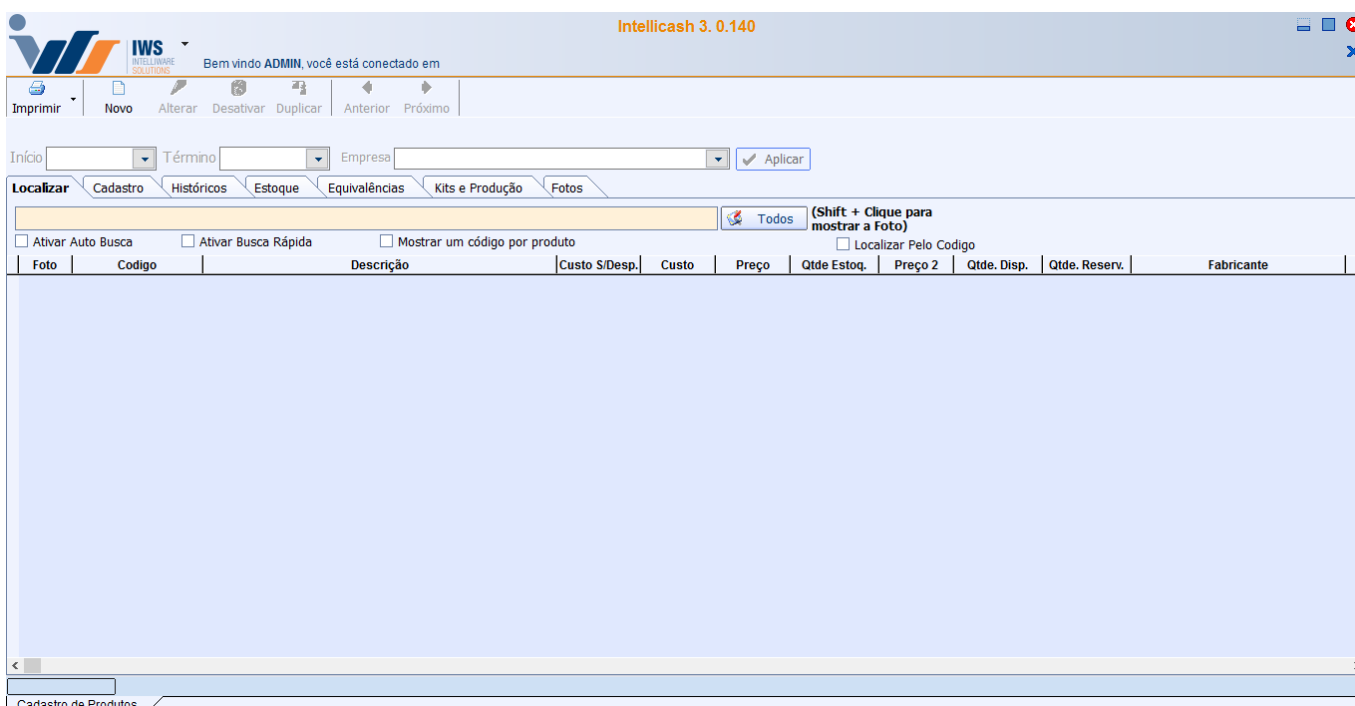 Intellicash 3. 0.140
IWS
INTELLIWARE
SOLUTIONS
Bem vindo ADMIN, você está conectado em
Imprimir Novo Alterar Desativar Duplicar Anterior Próximo
Início Término Empresa Aplicar
Localizar Cadastro Históricos Estoque Equivalências Kits e Produção Fotos
Todos (Shift + Clique para
mostrar a Foto)
Ativar Auto Busca Ativar Busca Rápida Mostrar um código por produto Localizar Pelo Codigo
Foto Codigo Descrição Custo S/Desp. Custo Preço Qtde Estoq. Preço 2 Qtde. Disp. Qtde. Reserv. Fabricante
Cadastro de Produtos